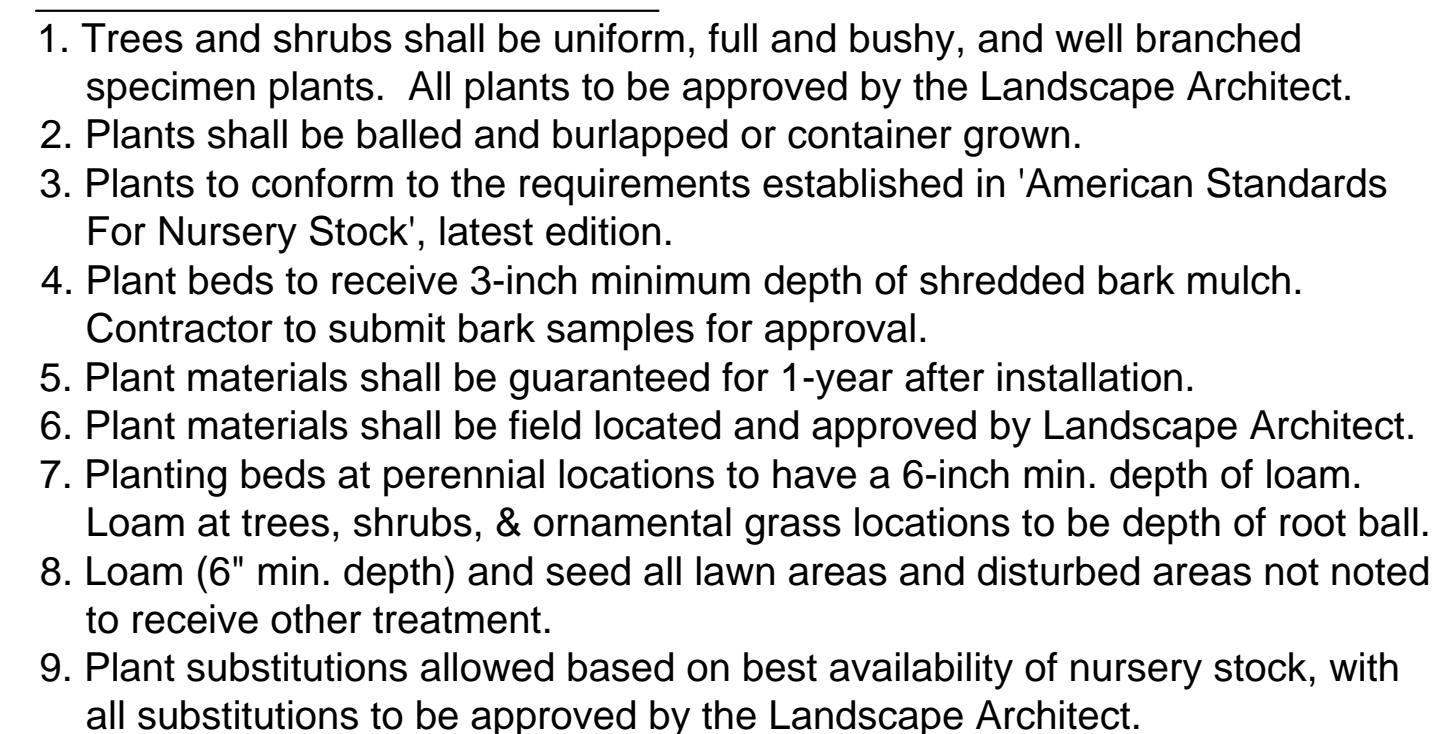 1. Trees and shrubs shall be uniform, full and bushy, and well branched
specimen plants.  All plants to be approved by the Landscape Architect.
2. Plants shall be balled and burlapped or container grown.
3. Plants to conform to the requirements established in 'American Standards
For Nursery Stock', latest edition.
4. Plant beds to receive 3-inch minimum depth of shredded bark mulch.
Contractor to submit bark samples for approval.
5. Plant materials shall be guaranteed for 1-year after installation.
6. Plant materials shall be field located and approved by Landscape Architect.
7. Planting beds at perennial locations to have a 6-inch min. depth of loam.
Loam at trees, shrubs, & ornamental grass locations to be depth of root ball.
8. Loam (6" min. depth) and seed all lawn areas and disturbed areas not noted
to receive other treatment.
9. Plant substitutions allowed based on best availability of nursery stock, with
all substitutions to be approved by the Landscape Architect.